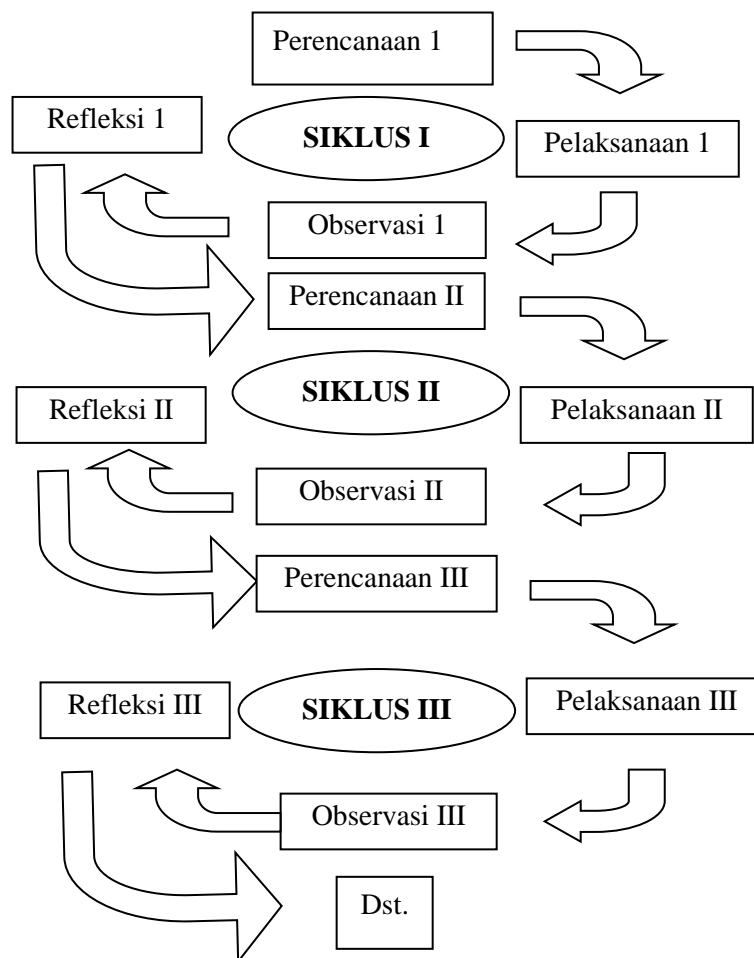 Perencanaan 1
Refleksi 1
SIKLUS I
Pelaksanaan 1
Observasi 1
Perencanaan II
Refleksi II
SIKLUS II
Pelaksanaan II
Observasi II
Perencanaan III
Refleksi III
SIKLUS III
Pelaksanaan III
Observasi III
Dst.